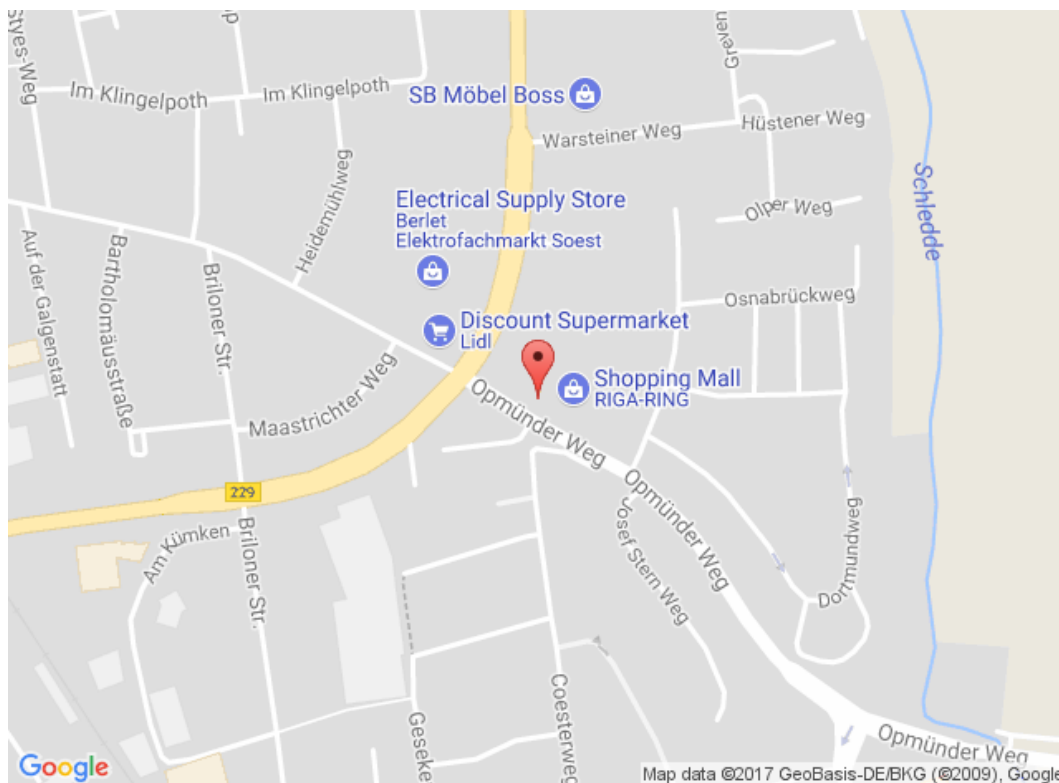 Styes-Weg
Im Klingelpoth
Im Klingelpoth
SB Möbel Boss
Greven
Warsteiner Weg
Hüstener Weg
Heidemühlweg
Electrical Supply Store
Berlet
Elektrofachmarkt Soest
Olper Weg
Schledde
Auf der Galgenstatt
Bartholomäusstraße
Briloner Str.
Osnabrückweg
Discount Supermarket
Lidl
Maastrichter Weg
Shopping Mall
RIGA-RING
Opmünder Weg
229
Opmünder Weg
Josef Stern Weg
Dortmundweg
Am Kümken
Briloner Str.
Coesterweg
Geseke
Opmünder Weg
Google
Map data ©2017 GeoBasis-DE/BKG (©2009), Google